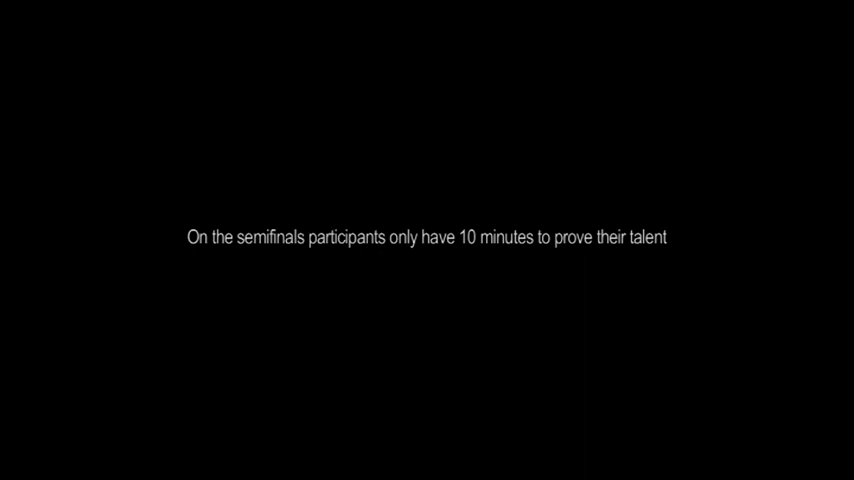 On the semifinals participants only have 10 minutes to prove their talent